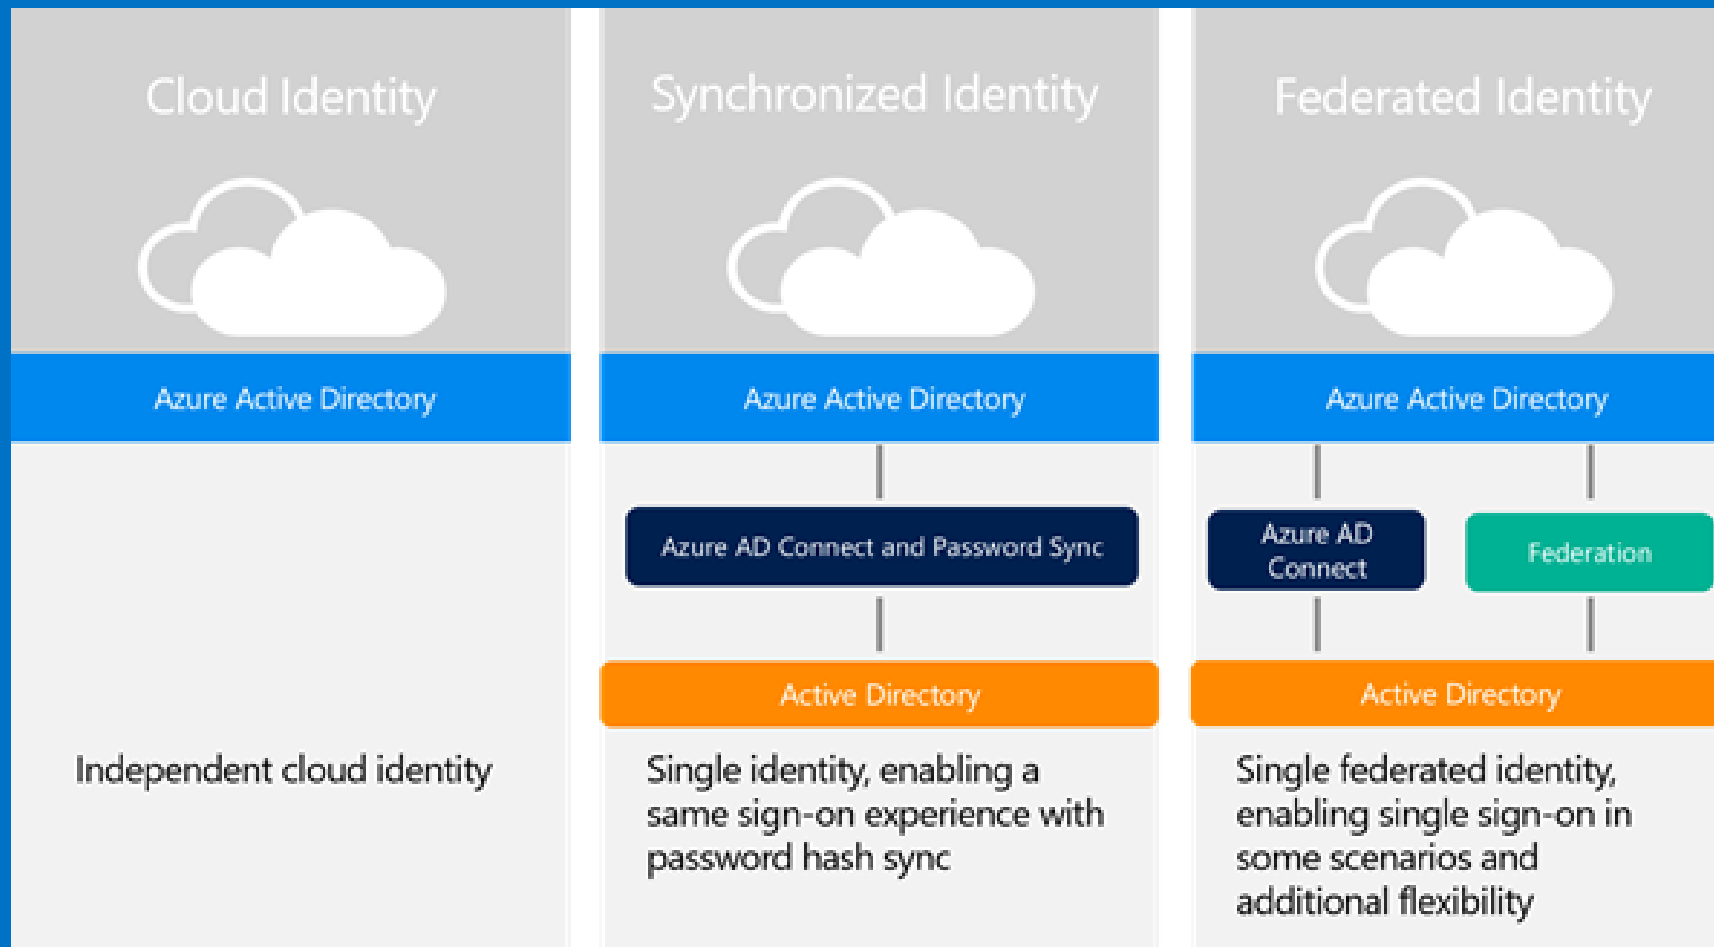 Cloud Identity
Azure Active Directory
Independent cloud identity
Synchronized Identity
Azure Active Directory
Azure AD Connect and Password Sync
Active Directory
Single identity, enabling a
same sign-on experience with
password hash sync
Federated Identity
Azure Active Directory
Azure AD
Connect
Federation
Active Directory
Single federated identity,
enabling single sign-on in
some scenarios and
additional flexibility